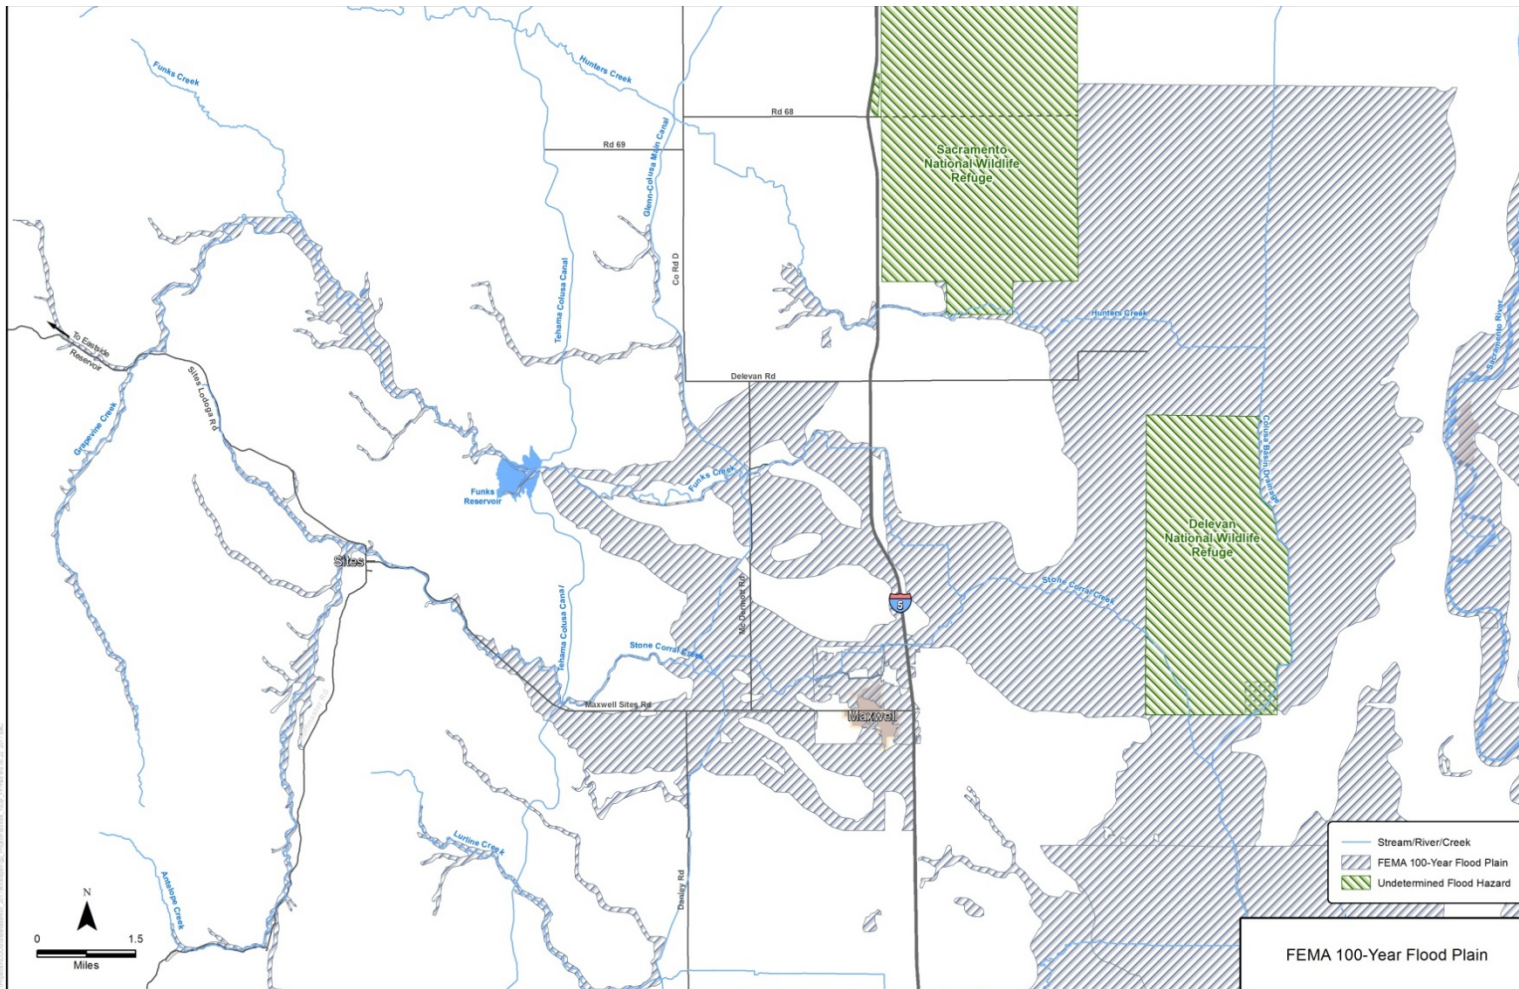 Funks Creek
Hunters Creek
Rd 68
Rd 69
Glenn-Colusa Main Canal
Sacramento
National Wildlife
Refuge
Co Rd D
Tehama Colusa Canal
To Eastside
Reservoir
Sites Lodoga Rd
Grapevine Creek
Hunters Creek
Sacramento River
Delevan Rd
Colusa Basin Drainage
Funks Creek
Funks
Reservoir
Delevan
National Wildlife
Refuge
Sites
Stone Corral Creek
Mc Dermott Rd
5
Tehama Colusa Canal
Stone Corral Creek
Maxwell Sites Rd
Maxwell
Lurline Creek
Antelope Creek
Danley Rd
N
0 1.5
Miles
Stream/River/Creek
FEMA 100-Year Flood Plain
Undetermined Flood Hazard
FEMA 100-Year Flood Plain